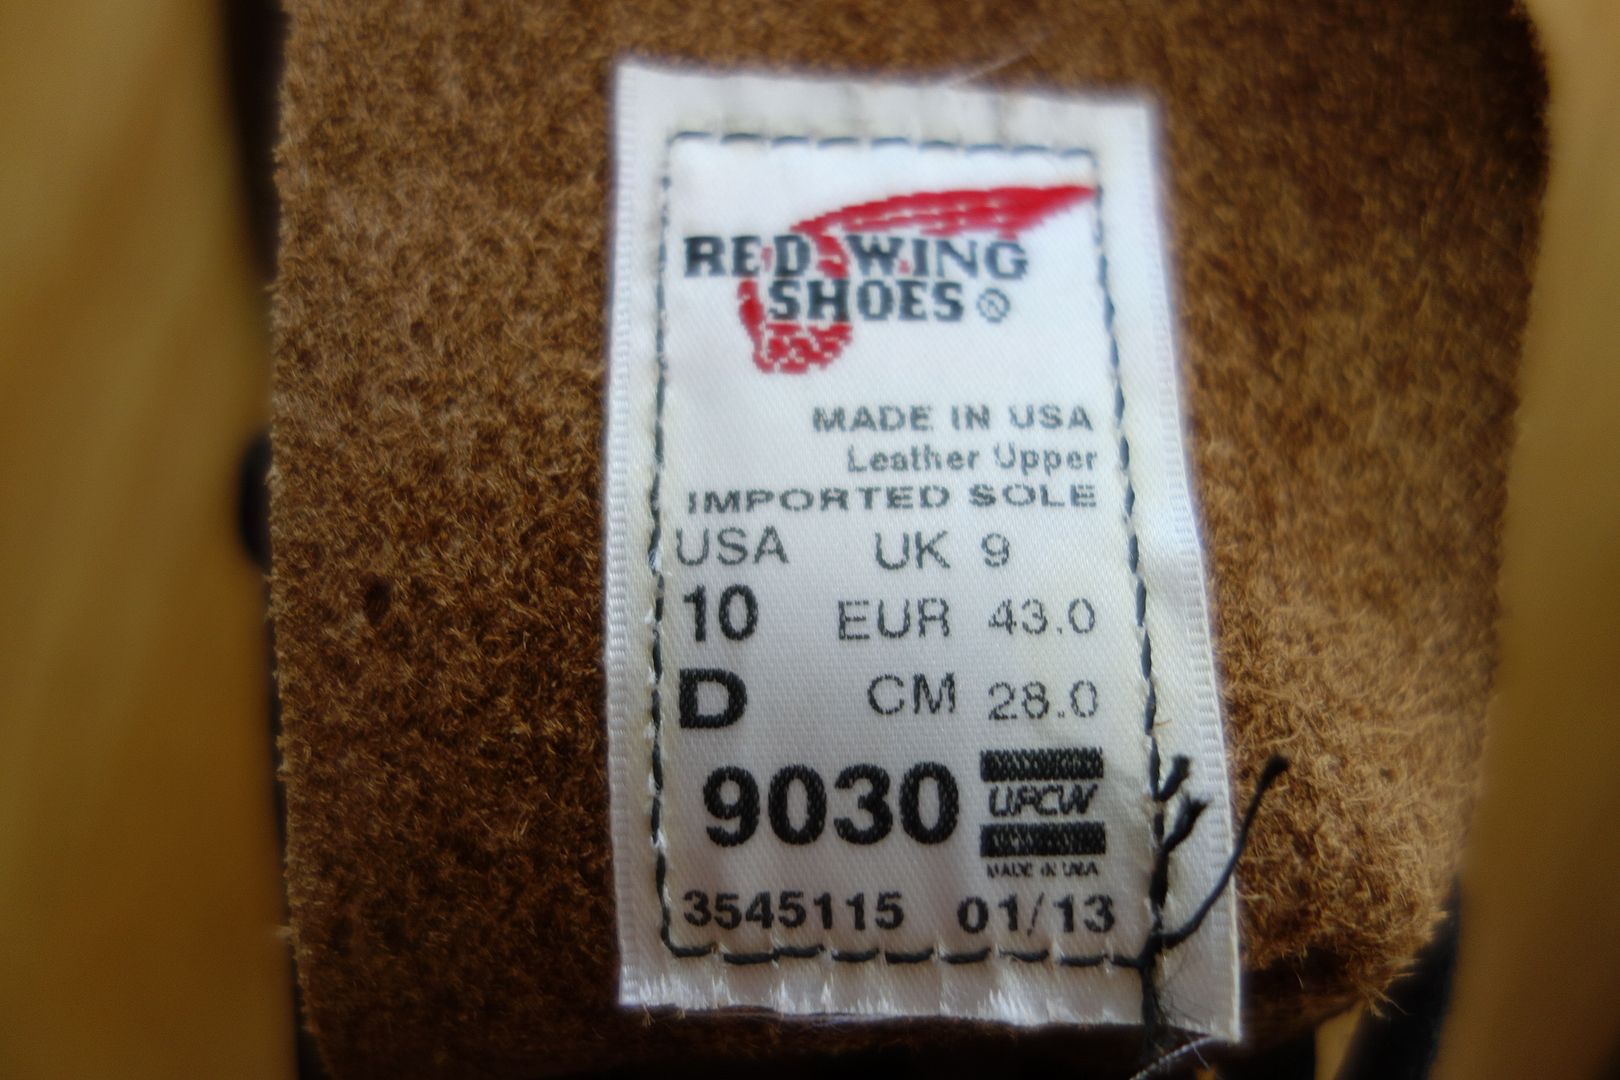 RED WING
SHOES ®
MADE IN USA
Leather Upper
IMPORTED SOLE
USA UK 9
10 EUR 43.0
D CM 28.0
9030 UFCW
MADE IN USA
3545115 01/13